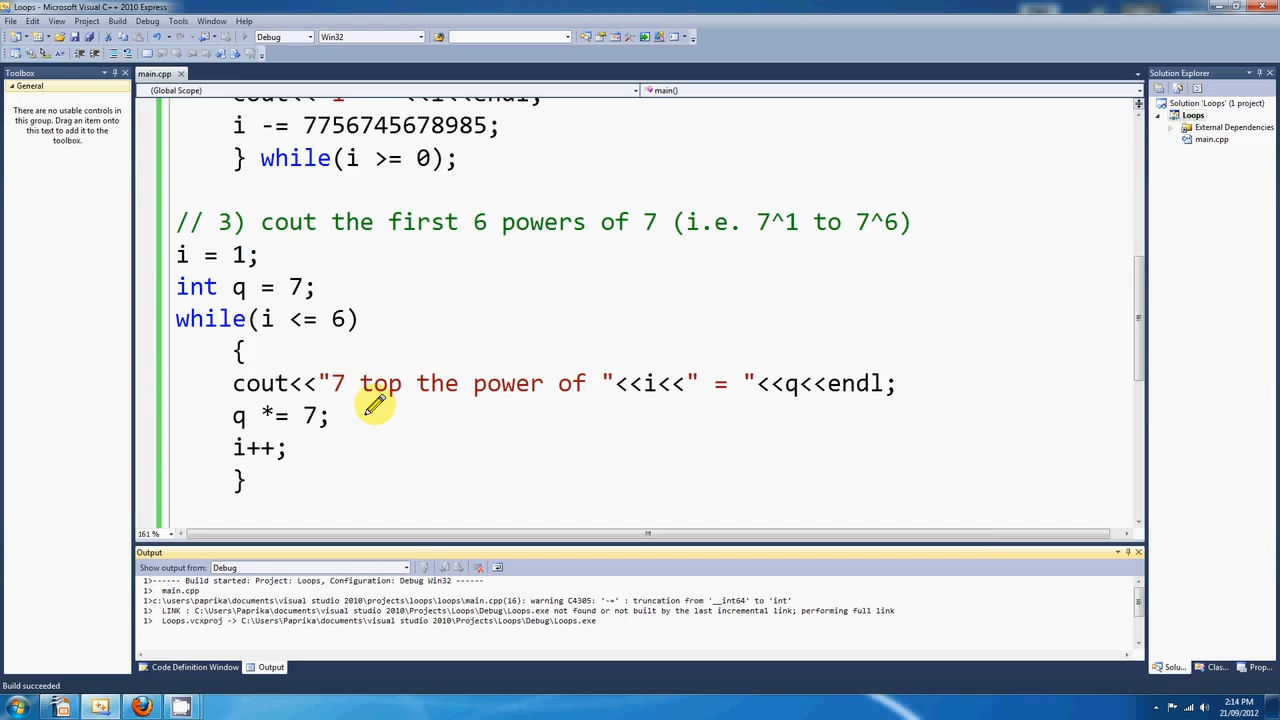 Loops - Microsoft Visual C++ 2010 Express
File Edit View Project Build Debug Tools Window Help
Debug Win32
Toolbox
main.cpp
Solution Explorer
General
(Global Scope) main()
There are no usable controls in
this group. Drag an item onto
this text to add it to the
toolbox.
Solution 'Loops' (1 project)
Loops
External Dependencies
main.cpp
i -= 7756745678985;
} while(i >= 0);
// 3) cout the first 6 powers of 7 (i.e. 7^1 to 7^6)
i = 1;
int q = 7;
while(i <= 6)
{
cout<<"7 top the power of "<<i<<" = "<<q<<endl;
q *= 7;
i++;
}
161 %
Output
Show output from: Debug
1>------ Build started: Project: Loops, Configuration: Debug Win32 ------
1> main.cpp
1>c:\users\paprika\documents\visual studio 2010\projects\loops\loops\main.cpp(16): warning C4305: '-=' : truncation from '__int64' to 'int'
1> LINK : C:\Users\Paprika\documents\visual studio 2010\Projects\Loops\Debug\Loops.exe not found or not built by the last incremental link; performing full link
1> Loops.vcxproj -> C:\Users\Paprika\documents\visual studio 2010\Projects\Loops\Debug\Loops.exe
Code Definition Window Output
Solu... Clas... Prop...
Build succeeded
2:14 PM
21/09/2012